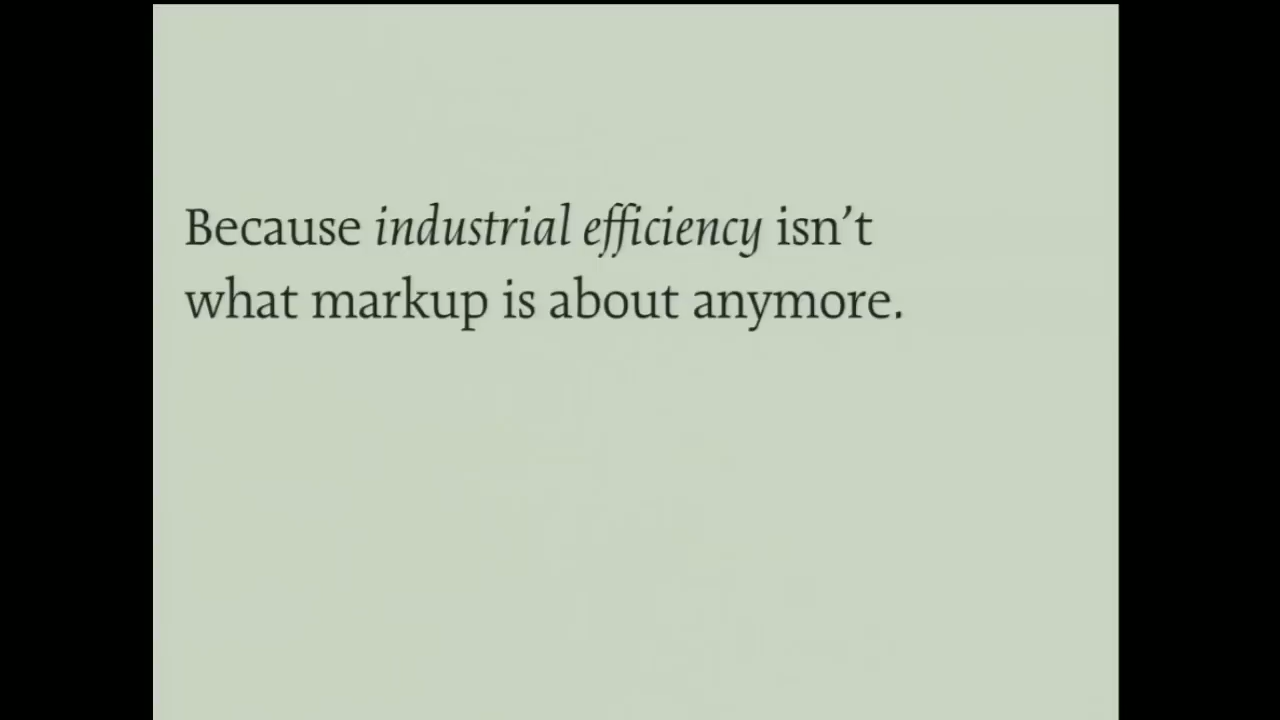 Because industrial efficiency isn’t
what markup is about anymore.